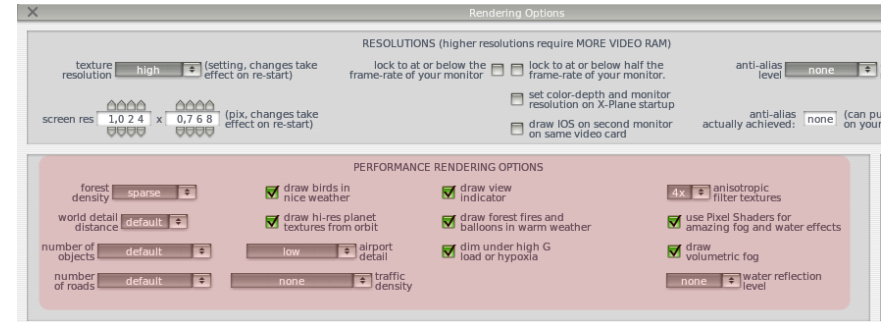 Rendering Options
RESOLUTIONS (higher resolutions require MORE VIDEO RAM)
texture resolution high (setting, changes take effect on re-start)
lock to at or below the frame-rate of your monitor
lock to at or below half the frame-rate of your monitor.
anti-alias level none
set color-depth and monitor resolution on X-Plane startup
screen res 1,0 2 4 x 0,7 6 8 (pix, changes take effect on re-start)
draw IOS on second monitor on same video card
anti-alias actually achieved: none (can pu
on your
PERFORMANCE RENDERING OPTIONS
forest density sparse
draw birds in nice weather
draw view indicator
4x anisotropic filter textures
world detail distance default
draw hi-res planet textures from orbit
draw forest fires and balloons in warm weather
use Pixel Shaders for amazing fog and water effects
number of objects default
low airport detail
dim under high G load or hypoxia
draw volumetric fog
number of roads default
none traffic density
none water reflection level